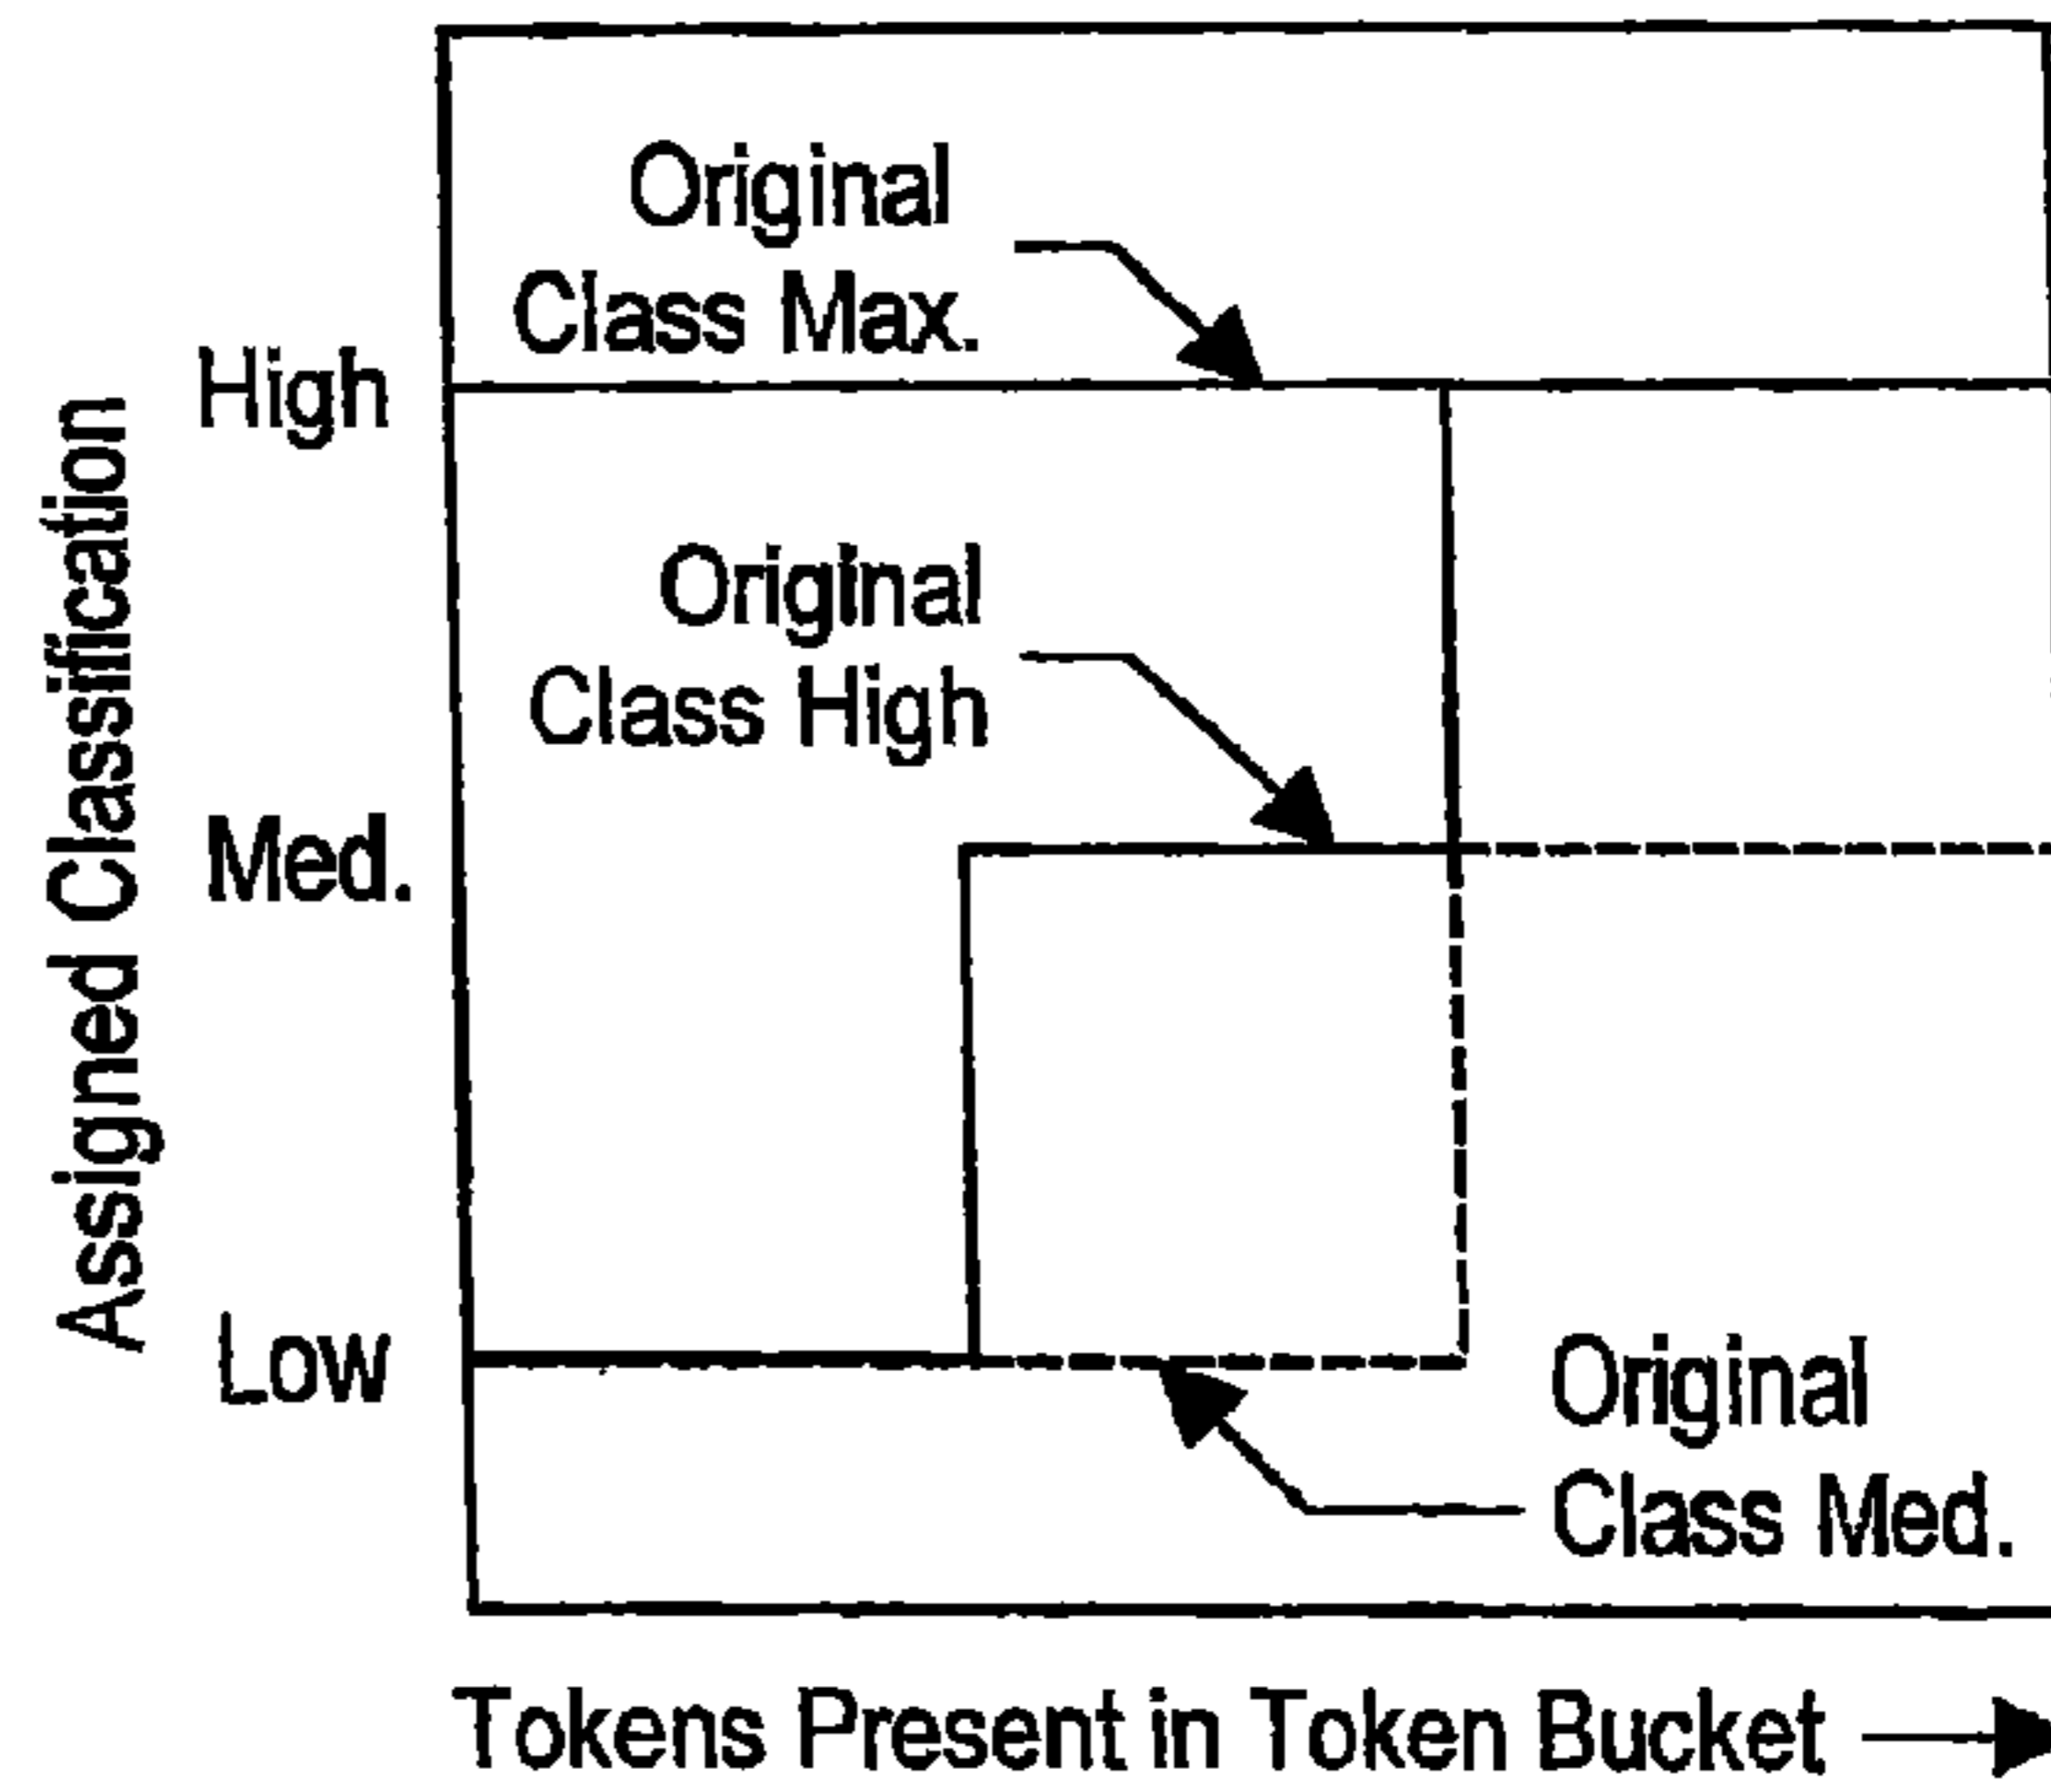 Original
Class Max.
High
Original
Class High
Assigned Classification
Med.
Low
Original
Class Med.
Tokens Present in Token Bucket